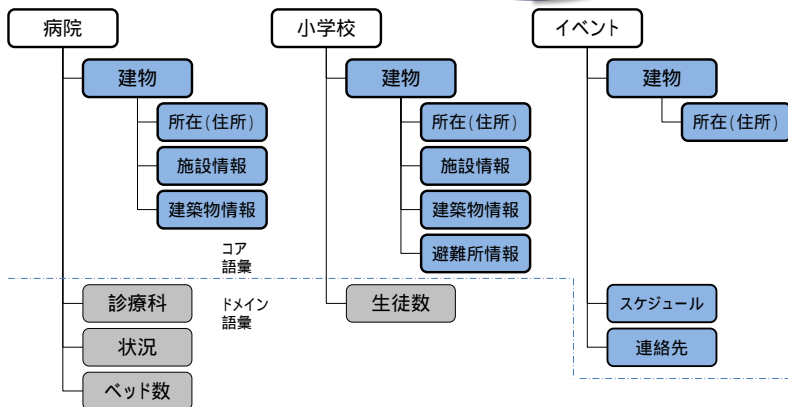 病院
小学校
イベント
建物
建物
建物
所在(住所)
所在(住所)
所在(住所)
施設情報
施設情報
建築物情報
建築物情報
コア
語彙
避難所情報
診療科
ドメイン
語彙
生徒数
スケジュール
状況
連絡先
ベッド数